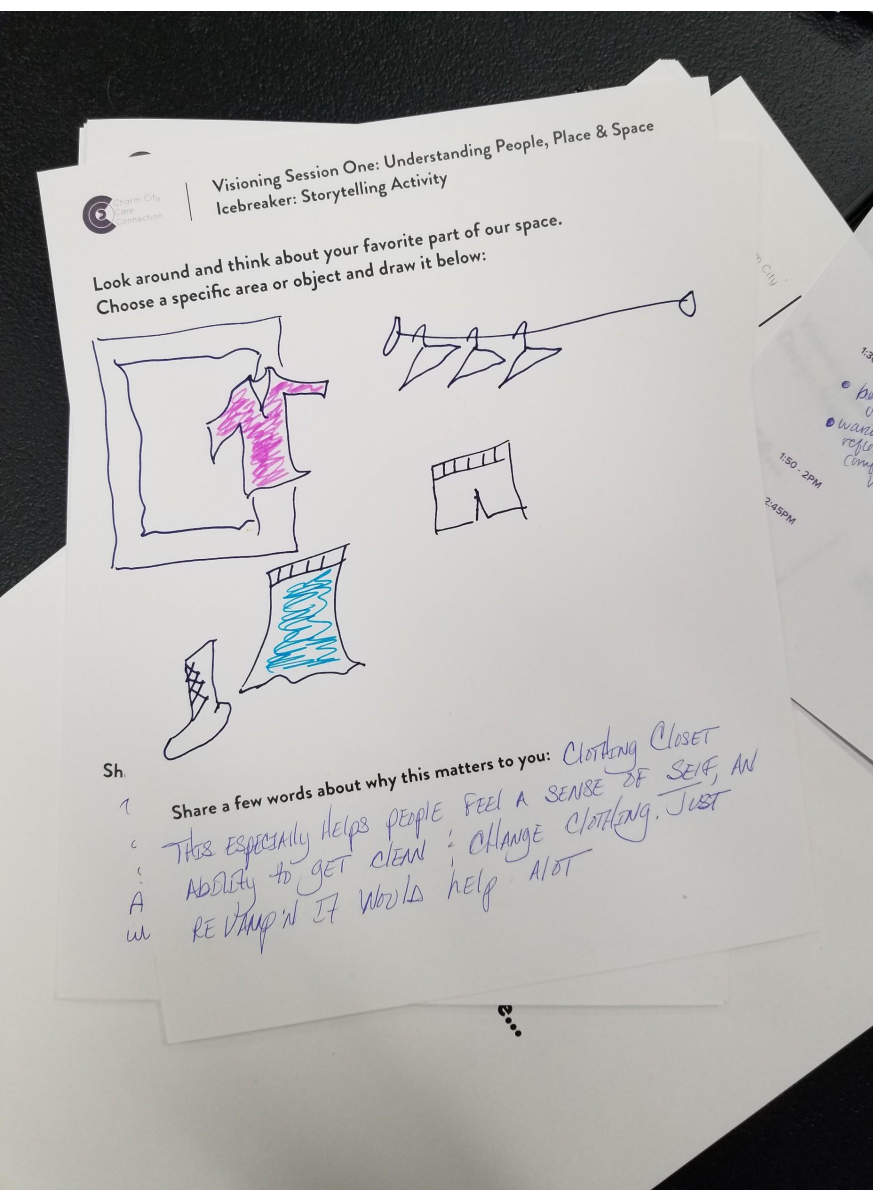 Charm City
Care
Connection
Visioning Session One: Understanding People, Place & Space
Icebreaker: Storytelling Activity
Look around and think about your favorite part of our space.
Choose a specific area or object and draw it below:
Sh
Share a few words about why this matters to you: Clothing Closet
This especially helps people feel a sense of self, an
ability to get clean & change clothing. Just
revamp'n it would help alot
A
City
1:50 - 2PM
2:45PM
e...